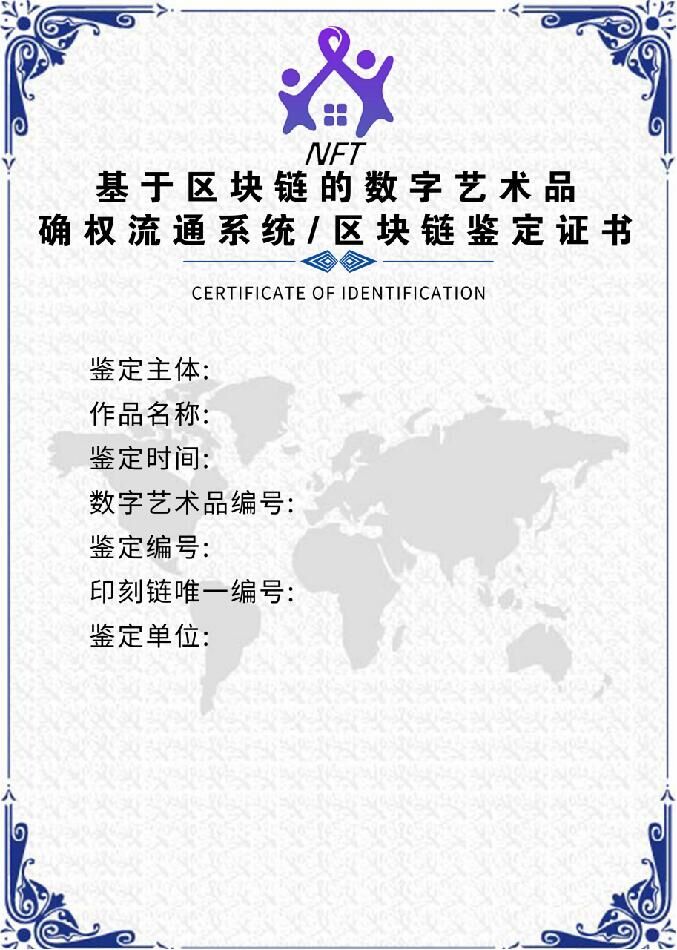 NFT
基于区块链的数字艺术品
确权流通系统/区块链鉴定证书
CERTIFICATE OF IDENTIFICATION
鉴定主体:
作品名称:
鉴定时间:
数字艺术品编号:
鉴定编号:
印刻链唯一编号:
鉴定单位: